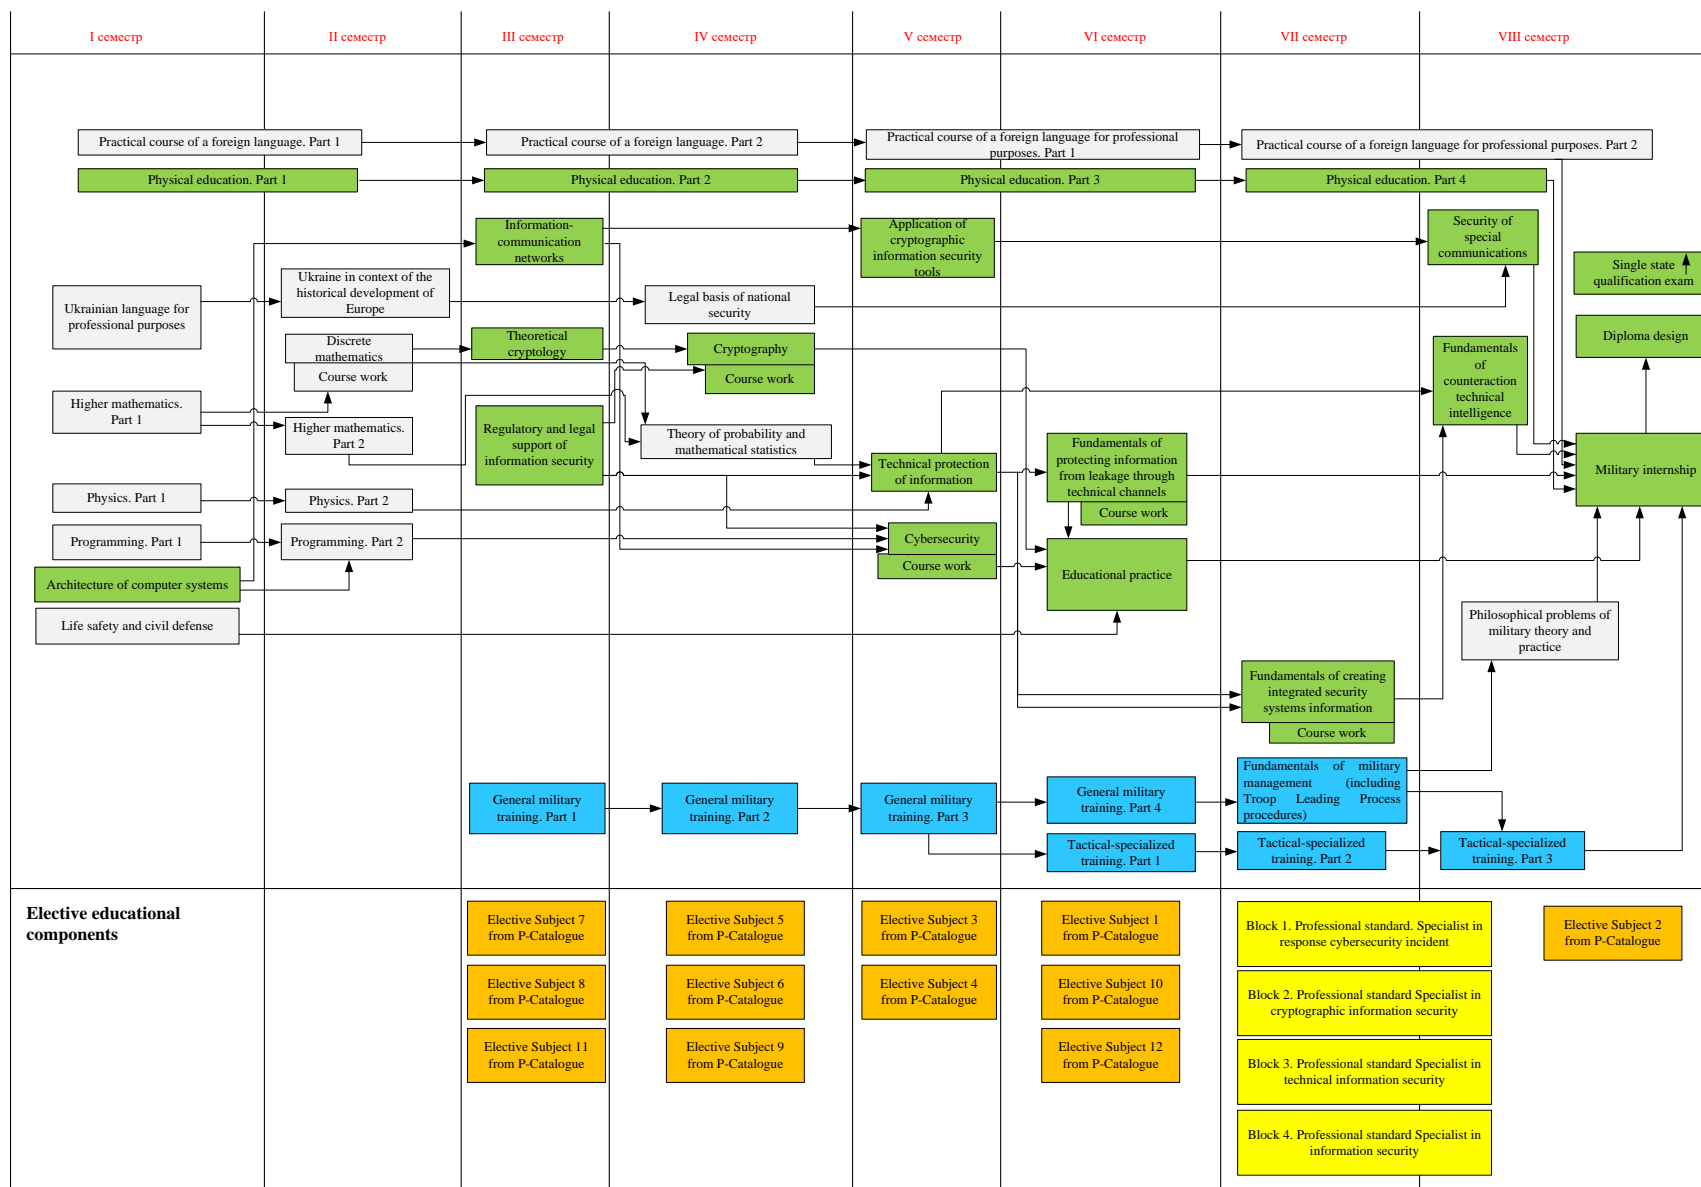 I семестр
II семестр
III семестр
IV семестр
V семестр
VI семестр
VII семестр
VIII семестр
Practical course of a foreign language. Part 1
Practical course of a foreign language. Part 2
Practical course of a foreign language for professional
purposes. Part 1
Practical course of a foreign language for professional purposes. Part 2
Physical education. Part 1
Physical education. Part 2
Physical education. Part 3
Physical education. Part 4
Information-
communication
networks
Application of
cryptographic
information security
tools
Security of
special
communications
Single state
qualification exam
Ukrainian language for
professional purposes
Ukraine in context of the
historical development of
Europe
Legal basis of national
security
Discrete
mathematics
Course work
Theoretical
cryptology
Cryptography
Course work
Fundamentals
of
counteraction
technical
intelligence
Diploma design
Higher mathematics.
Part 1
Higher mathematics.
Part 2
Regulatory and legal
support of
information security
Theory of probability and
mathematical statistics
Technical protection
of information
Fundamentals of
protecting information
from leakage through
technical channels
Course work
Military internship
Physics. Part 1
Physics. Part 2
Programming. Part 1
Programming. Part 2
Cybersecurity
Course work
Educational practice
Architecture of computer systems
Life safety and civil defense
Philosophical problems of
military theory and
practice
Fundamentals of creating
integrated security
systems information
Course work
General military
training. Part 1
General military
training. Part 2
General military
training. Part 3
General military
training. Part 4
Fundamentals of military
management (including
Troop Leading Process
procedures)
Tactical-specialized
training. Part 1
Tactical-specialized
training. Part 2
Tactical-specialized
training. Part 3
Elective educational
components
Elective Subject 7
from P-Catalogue
Elective Subject 5
from P-Catalogue
Elective Subject 3
from P-Catalogue
Elective Subject 1
from P-Catalogue
Block 1. Professional standard. Specialist in
response cybersecurity incident
Elective Subject 2
from P-Catalogue
Elective Subject 8
from P-Catalogue
Elective Subject 6
from P-Catalogue
Elective Subject 4
from P-Catalogue
Elective Subject 10
from P-Catalogue
Block 2. Professional standard Specialist in
cryptographic information security
Elective Subject 11
from P-Catalogue
Elective Subject 9
from P-Catalogue
Elective Subject 12
from P-Catalogue
Block 3. Professional standard Specialist in
technical information security
Block 4. Professional standard Specialist in
information security